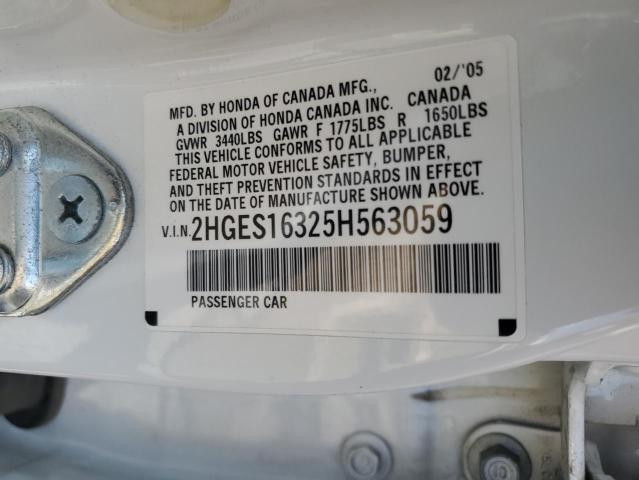 02/'05
MFD. BY HONDA OF CANADA MFG.,
A DIVISION OF HONDA CANADA INC. CANADA
GVWR 3440LBS GAWR F 1775LBS R 1650LBS
THIS VEHICLE CONFORMS TO ALL APPLICABLE
FEDERAL MOTOR VEHICLE SAFETY, BUMPER,
AND THEFT PREVENTION STANDARDS IN EFFECT
ON THE DATE OF MANUFACTURE SHOWN ABOVE.
V.I.N. 2HGES16325H563059
PASSENGER CAR